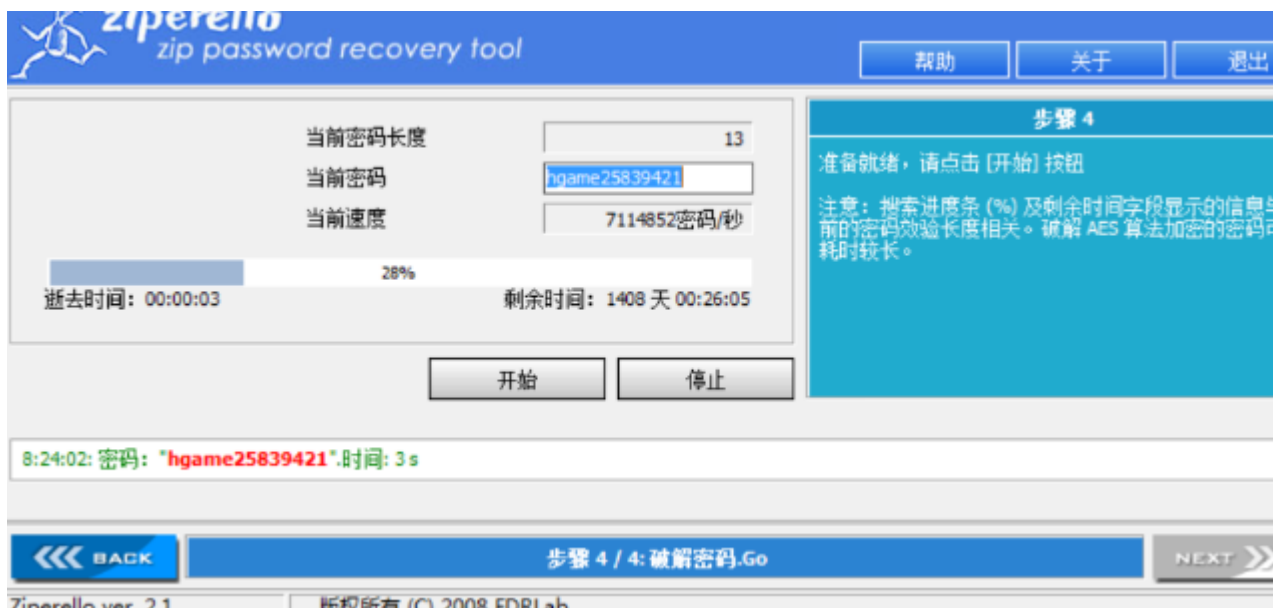 ziperello
zip password recovery tool
帮助 关于 退出
当前密码长度 13
当前密码 hgame25839421
当前速度 7114852密码/秒
28%
逝去时间：00:00:03 剩余时间：1408 天 00:26:05
开始 停止
步骤 4
准备就绪，请点击 [开始] 按钮
注意：搜索进度条 (%) 及剩余时间字段显示的信息
前的密码效验长度相关。破解 AES 算法加密的密码
耗时较长。
8:24:02: 密码："hgame25839421".时间: 3 s
BACK 步骤 4 / 4: 破解密码.Go NEXT
Ziperello ver. 2.1 版权所有 (C) 2008 FDRLab